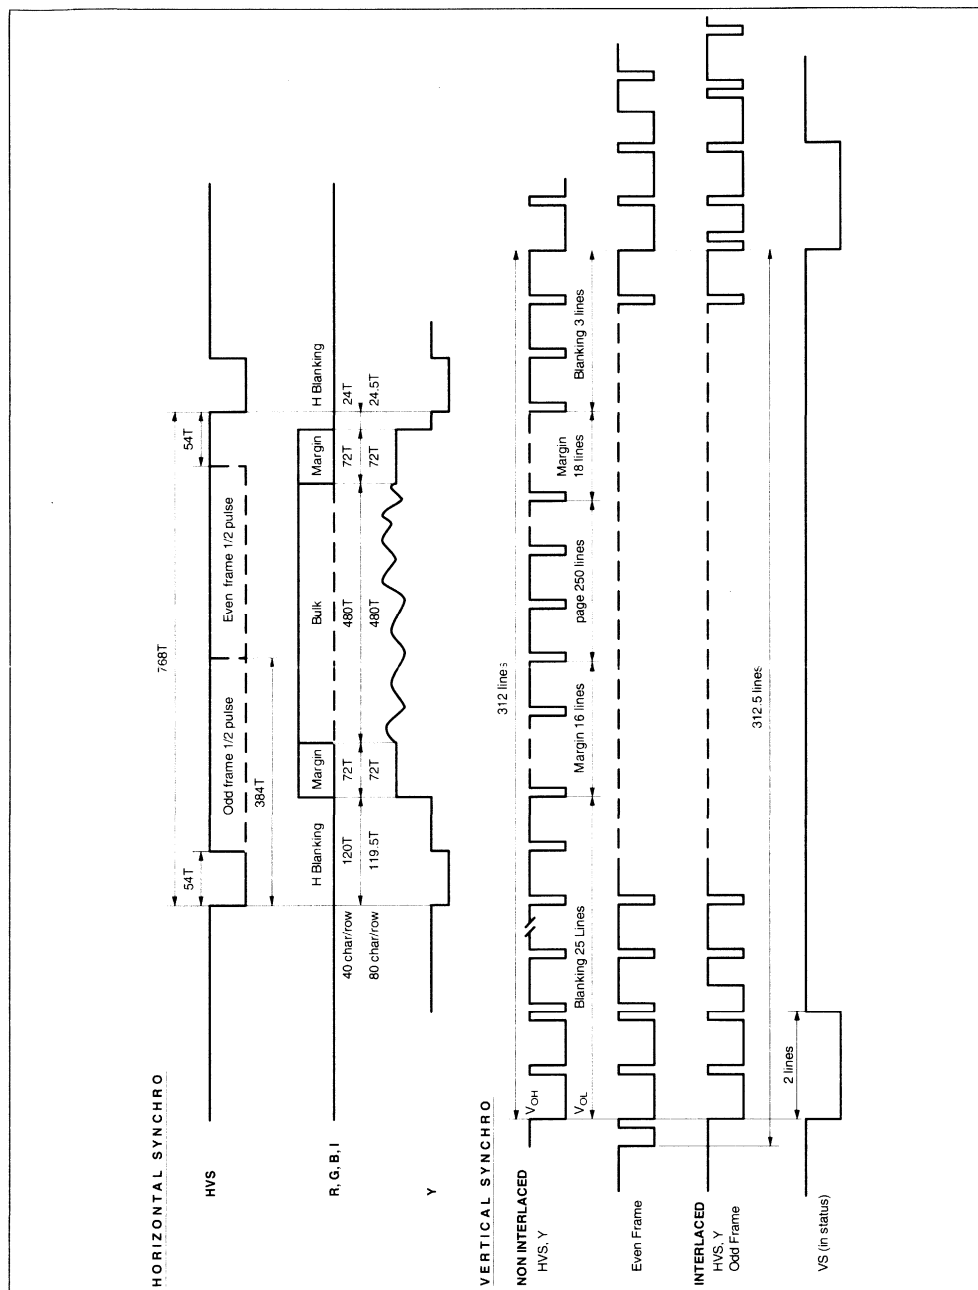 HORIZONTAL SYNCHRO
HVS
768T
54T
54T
Odd frame 1/2 pulse
Even frame 1/2 pulse
384T
R, G, B, I
H Blanking
Margin
Bulk
Margin
H Blanking
40 char/row
120T
72T
480T
72T
24T
80 char/row
119.5T
72T
480T
72T
24.5T
Y
VERTICAL SYNCHRO
NON INTERLACED
HVS, Y
312 lines
VOH
VOL
Blanking 25 Lines
Margin 16 lines
page 250 lines
Margin
18 lines
Blanking 3 lines
Even Frame
INTERLACED
HVS, Y
Odd Frame
312.5 lines
2 lines
VS (in status)